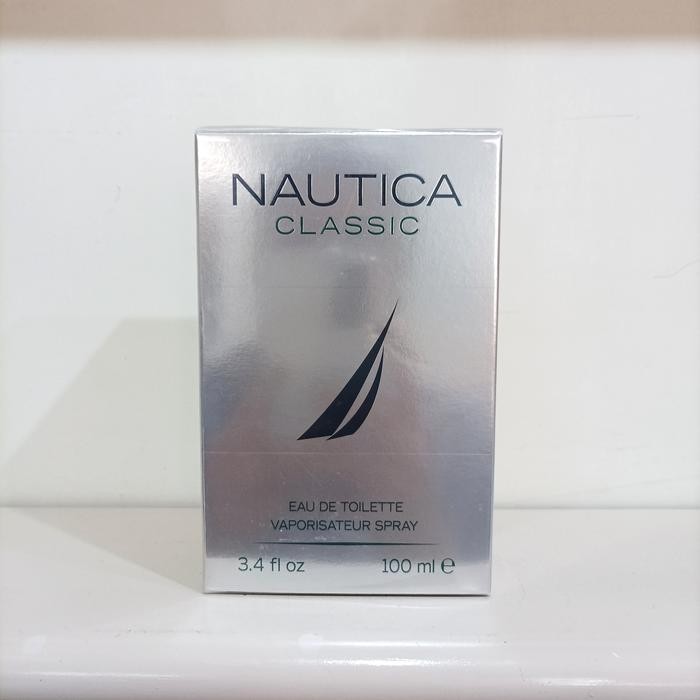 NAUTICA
CLASSIC
EAU DE TOILETTE
VAPORISATEUR SPRAY
3.4 fl oz 100 ml ℮